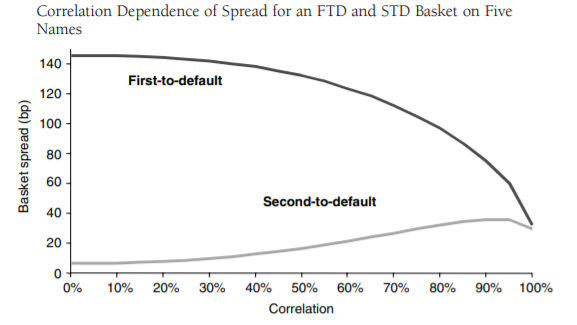 Correlation Dependence of Spread for an FTD and STD Basket on Five
Names
140
120
100
80
60
40
20
0
Basket spread (bp)
First-to-default
Second-to-default
0% 10% 20% 30% 40% 50% 60% 70% 80% 90% 100%
Correlation